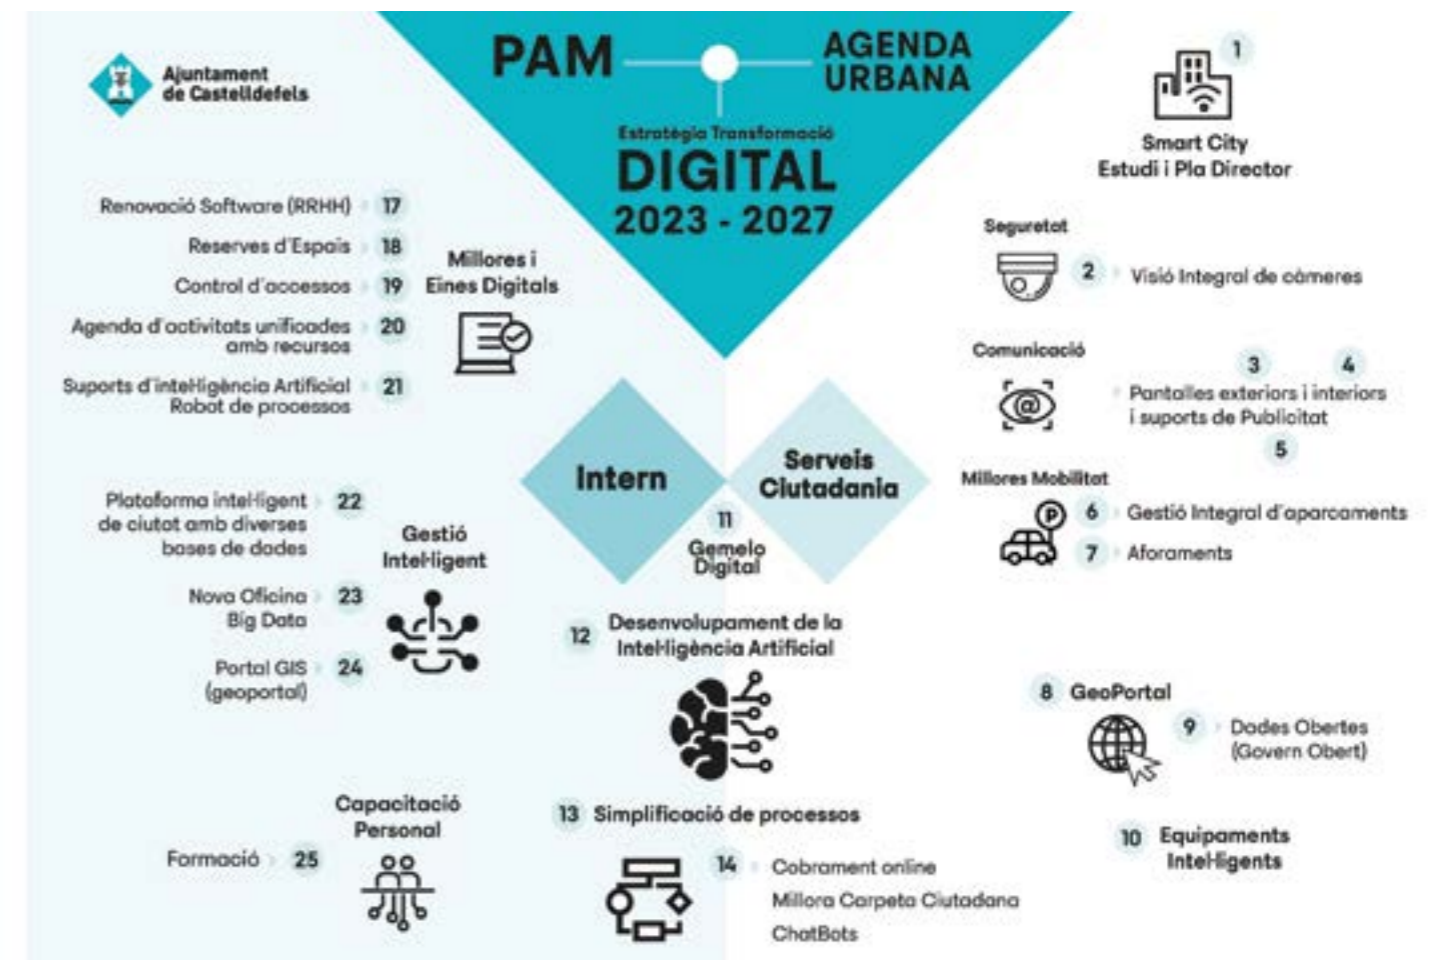 Ajuntament
de Castelldefels
PAM
AGENDA
URBANA
Estratègia Transformació
DIGITAL
2023 - 2027
1
Smart City
Estudi i Pla Director
Seguretat
2
Visió Integral de càmeres
Comunicació
3
4
Pantalles exteriors i interiors
i suports de Publicitat
5
Millores Mobilitat
P
6
Gestió Integral d'aparcaments
7
Aforaments
8
GeoPortal
9
Dades Obertes
(Govern Obert)
10
Equipaments
Intel·ligents
Intern
Serveis
Ciutadania
11
Gemelo
Digital
12
Desenvolupament de la
Intel·ligència Artificial
13
Simplificació de processos
14
Cobrament online
Millora Carpeta Ciutadana
ChatBots
Millores i
Eines Digitals
Renovació Software (RRHH)
17
Reserves d'Espais
18
Control d'accessos
19
Agenda d'activitats unificades
amb recursos
20
Suports d'intel·ligència Artificial
Robot de processos
21
Gestió
Intel·ligent
Plataforma intel·ligent
de ciutat amb diverses
bases de dades
22
Nova Oficina
Big Data
23
Portal GIS
(geoportal)
24
Capacitació
Personal
Formació
25